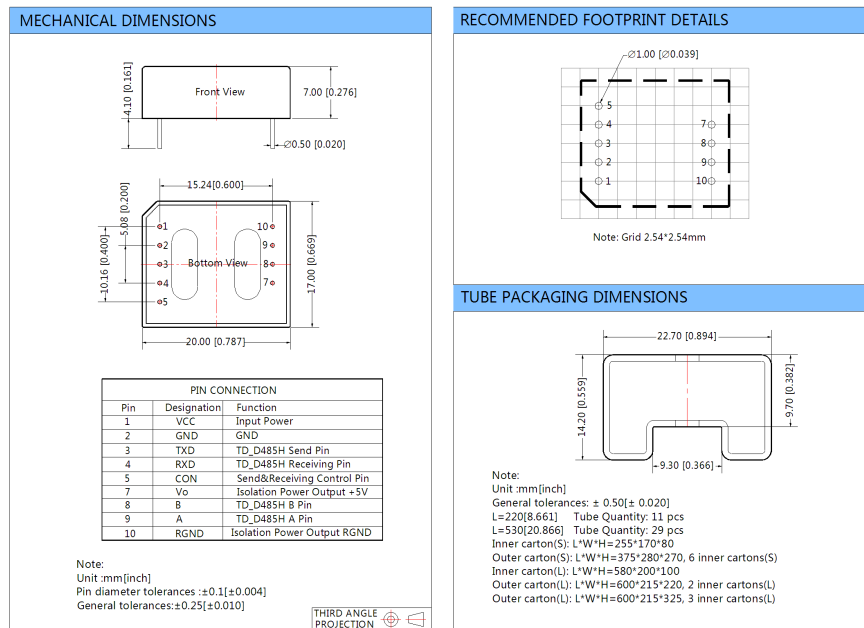 MECHANICAL DIMENSIONS
4.10 [0.161]
Front View
7.00 [0.276]
∅0.50 [0.020]
15.24[0.600]
5.08 [0.200]
10.16 [0.400]
1
2
3
4
5
10
9
8
7
Bottom View
17.00 [0.669]
20.00 [0.787]
PIN CONNECTION
Pin Designation Function
1 VCC Input Power
2 GND GND
3 TXD TD_D485H Send Pin
4 RXD TD_D485H Receiving Pin
5 CON Send&Receiving Control Pin
7 Vo Isolation Power Output +5V
8 B TD_D485H B Pin
9 A TD_D485H A Pin
10 RGND Isolation Power Output RGND
Note:
Unit :mm[inch]
Pin diameter tolerances :±0.1[±0.004]
General tolerances:±0.25[±0.010]
THIRD ANGLE
PROJECTION
RECOMMENDED FOOTPRINT DETAILS
∅1.00 [∅0.039]
5
4
3
2
1
7
8
9
10
Note: Grid 2.54*2.54mm
TUBE PACKAGING DIMENSIONS
22.70 [0.894]
14.20 [0.559]
9.70 [0.382]
9.30 [0.366]
Note:
Unit :mm[inch]
General tolerances: ± 0.50[± 0.020]
L=220[8.661] Tube Quantity: 11 pcs
L=530[20.866] Tube Quantity: 29 pcs
Inner carton(S): L*W*H=255*170*80
Outer carton(S): L*W*H=375*280*270, 6 inner cartons(S)
Inner carton(L): L*W*H=580*200*100
Outer carton(L): L*W*H=600*215*220, 2 inner cartons(L)
Outer carton(L): L*W*H=600*215*325, 3 inner cartons(L)